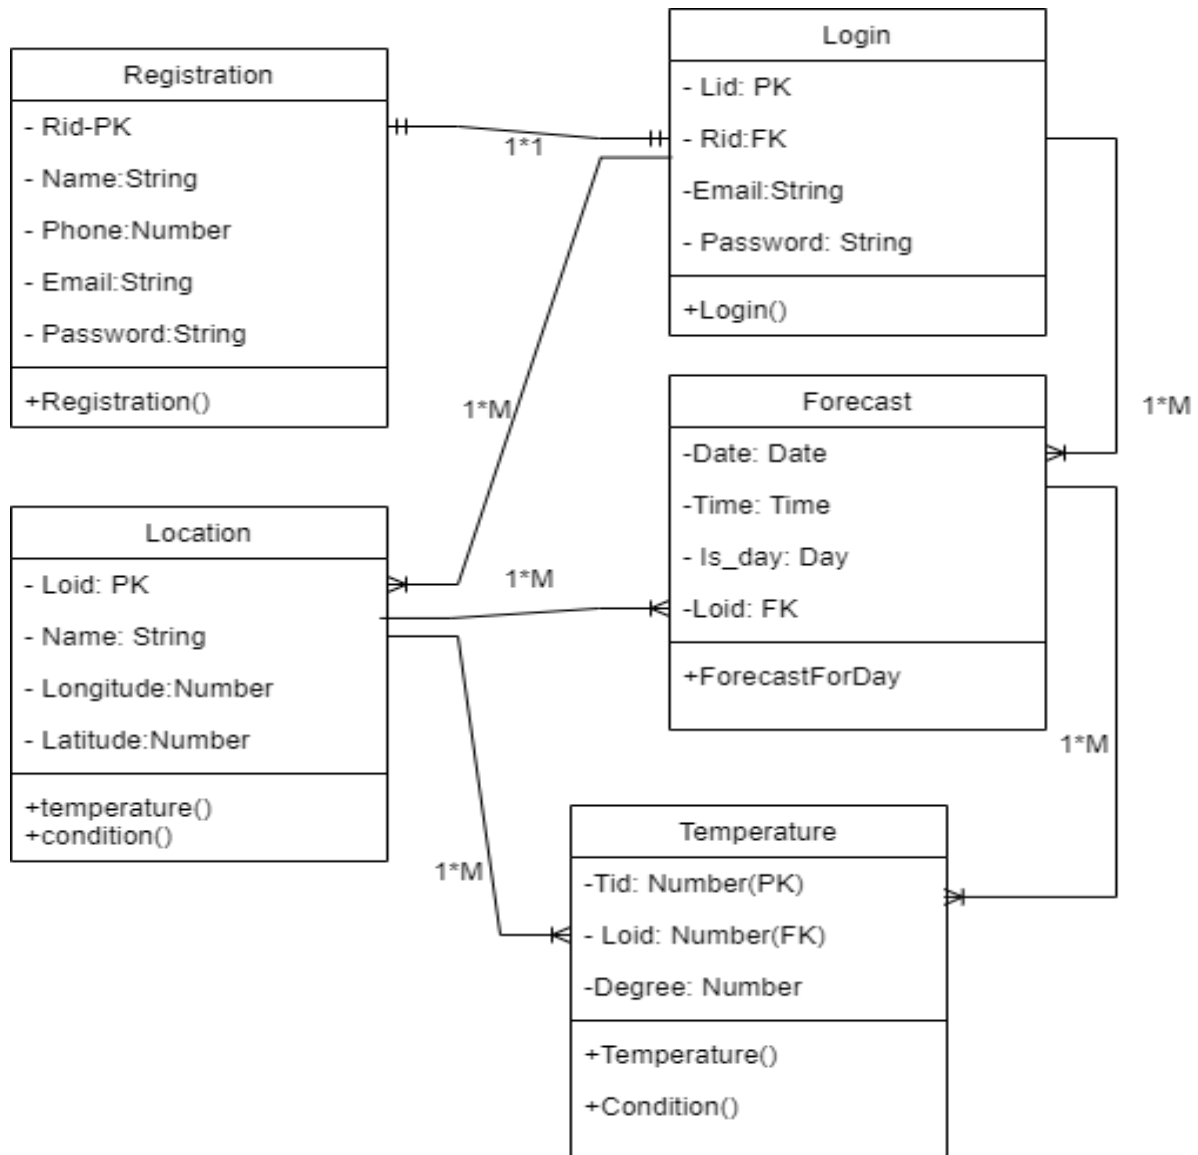 Registration
- Rid-PK
- Name:String
- Phone:Number
- Email:String
- Password:String
+Registration()
1*1
Login
- Lid: PK
- Rid:FK
-Email:String
- Password: String
+Login()
1*M
1*M
Forecast
-Date: Date
-Time: Time
- Is_day: Day
-Loid: FK
+ForecastForDay
Location
- Loid: PK
- Name: String
- Longitude:Number
- Latitude:Number
+temperature()
+condition()
1*M
1*M
1*M
Temperature
-Tid: Number(PK)
- Loid: Number(FK)
-Degree: Number
+Temperature()
+Condition()